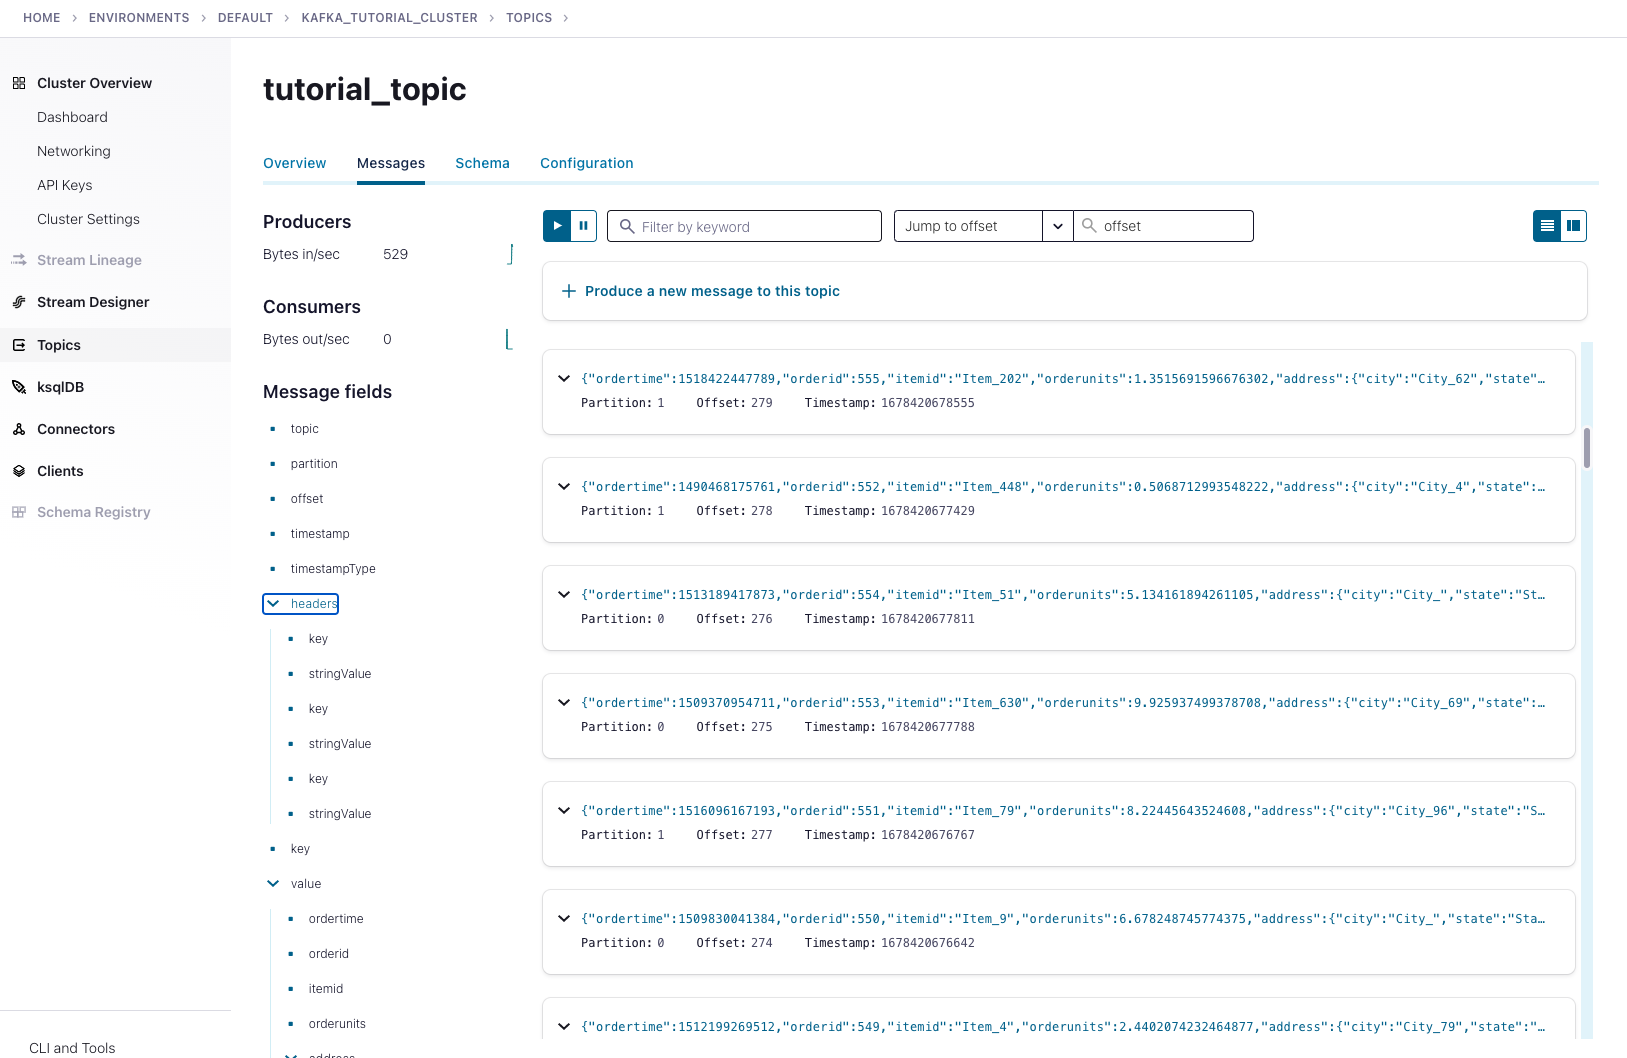 HOME > ENVIRONMENTS > DEFAULT > KAFKA_TUTORIAL_CLUSTER > TOPICS >
Cluster Overview
Dashboard
Networking
API Keys
Cluster Settings
Stream Lineage
Stream Designer
Topics
ksqlDB
Connectors
Clients
Schema Registry
CLI and Tools
tutorial_topic
Overview Messages Schema Configuration
Producers
Bytes in/sec 529
Consumers
Bytes out/sec 0
Message fields
topic
partition
offset
timestamp
timestampType
headers
key
stringValue
key
stringValue
key
stringValue
key
value
ordertime
orderid
itemid
orderunits
address
Filter by keyword Jump to offset offset
Produce a new message to this topic
{"ordertime":1518422447789,"orderid":555,"itemid":"Item_202","orderunits":1.3515691596676302,"address":{"city":"City_62","state"…
Partition: 1 Offset: 279 Timestamp: 1678420678555
{"ordertime":1490468175761,"orderid":552,"itemid":"Item_448","orderunits":0.5068712993548222,"address":{"city":"City_4","state":…
Partition: 1 Offset: 278 Timestamp: 1678420677429
{"ordertime":1513189417873,"orderid":554,"itemid":"Item_51","orderunits":5.134161894261105,"address":{"city":"City_","state":"St…
Partition: 0 Offset: 276 Timestamp: 1678420677811
{"ordertime":1509370954711,"orderid":553,"itemid":"Item_630","orderunits":9.925937499378708,"address":{"city":"City_69","state":…
Partition: 0 Offset: 275 Timestamp: 1678420677788
{"ordertime":1516096167193,"orderid":551,"itemid":"Item_79","orderunits":8.22445643524608,"address":{"city":"City_96","state":"S…
Partition: 1 Offset: 277 Timestamp: 1678420676767
{"ordertime":1509830041384,"orderid":550,"itemid":"Item_9","orderunits":6.678248745774375,"address":{"city":"City_","state":"Sta…
Partition: 0 Offset: 274 Timestamp: 1678420676642
{"ordertime":1512199269512,"orderid":549,"itemid":"Item_4","orderunits":2.4402074232464877,"address":{"city":"City_79","state":"…